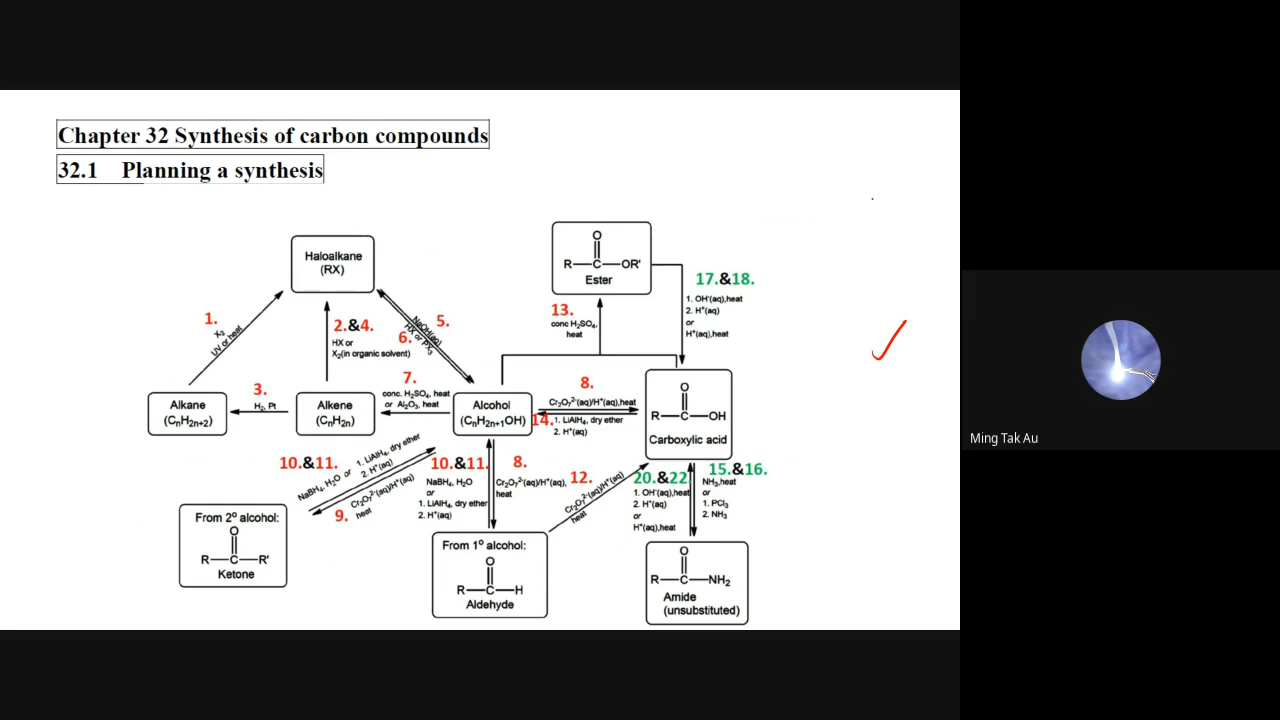 Chapter 32 Synthesis of carbon compounds
32.1 Planning a synthesis
Haloalkane
(RX)
O
R—C—OR'
Ester
17.&18.
1. OH⁻(aq),heat
2. H⁺(aq)
or
H⁺(aq),heat
1.
X₂
UV or heat
2.&4.
HX or
X₂(in organic solvent)
5.
NaOH(aq)
6.
HX or PX₃
13.
conc H₂SO₄,
heat
3.
H₂, Pt
7.
conc. H₂SO₄, heat
or Al₂O₃, heat
8.
Cr₂O₇²⁻(aq)/H⁺(aq),heat
14.
1. LiAlH₄, dry ether
2. H⁺(aq)
Alkane
(CₙH₂ₙ₊₂)
Alkene
(CₙH₂ₙ)
Alcohol
(CₙH₂ₙ₊₁OH)
O
R—C—OH
Carboxylic acid
10.&11.
NaBH₄, H₂O or 1. LiAlH₄, dry ether
2. H⁺(aq)
9.
Cr₂O₇²⁻(aq)/H⁺(aq)
heat
10.&11.
NaBH₄, H₂O
or
1. LiAlH₄, dry ether
2. H⁺(aq)
8.
Cr₂O₇²⁻(aq)/H⁺(aq),
heat
12.
Cr₂O₇²⁻(aq)/H⁺(aq)
heat
20.&22
1. OH⁻(aq),heat
2. H⁺(aq)
or
H⁺(aq),heat
15.&16.
NH₃,heat
or
1. PCl₃
2. NH₃
From 2⁰ alcohol:
O
R—C—R'
Ketone
From 1⁰ alcohol:
O
R—C—H
Aldehyde
O
R—C—NH₂
Amide
(unsubstituted)
Ming Tak Au